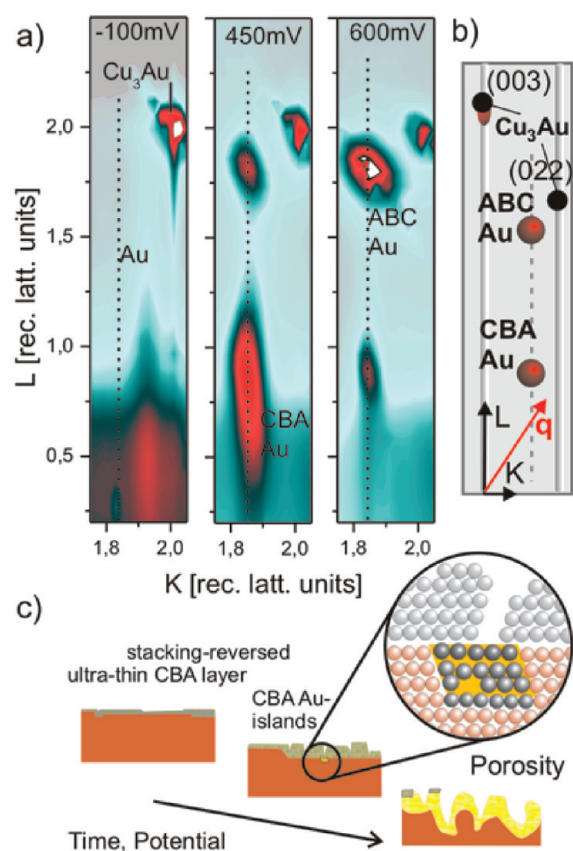 a)
-100mV
450mV
600mV
b)
Cu3Au
Au
CBA
Au
ABC
Au
(003)
Cu3Au
(022)
ABC
Au
CBA
Au
L
q
K
L [rec. latt. units]
2,0
1,5
1,0
0,5
1,8 2,0
1,8 2,0
1,8 2,0
K [rec. latt. units]
c)
stacking-reversed
ultra-thin CBA layer
CBA Au-
islands
Porosity
Time, Potential